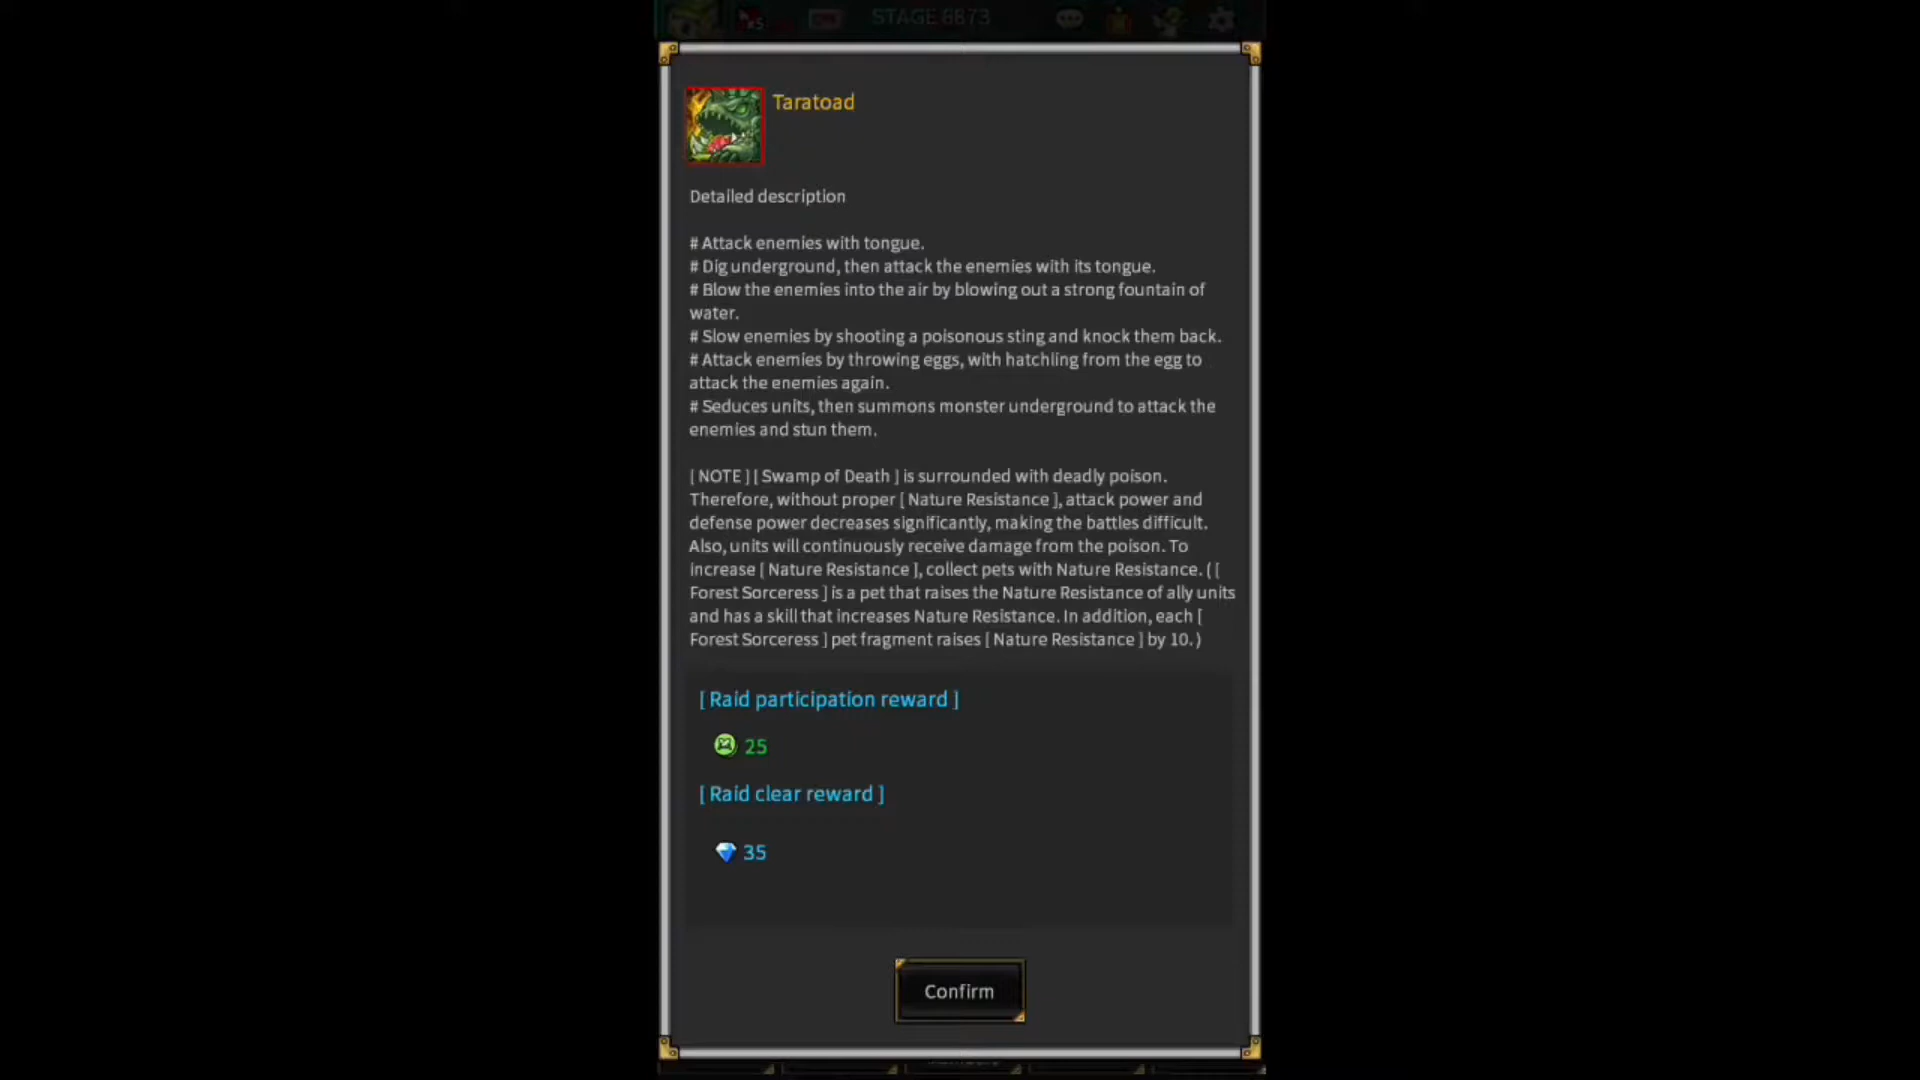 x5
STAGE 8873
Taratoad
Detailed description
# Attack enemies with tongue.
# Dig underground, then attack the enemies with its tongue.
# Blow the enemies into the air by blowing out a strong fountain of
water.
# Slow enemies by shooting a poisonous sting and knock them back.
# Attack enemies by throwing eggs, with hatchling from the egg to
attack the enemies again.
# Seduces units, then summons monster underground to attack the
enemies and stun them.
[ NOTE ] [ Swamp of Death ] is surrounded with deadly poison.
Therefore, without proper [ Nature Resistance ], attack power and
defense power decreases significantly, making the battles difficult.
Also, units will continuously receive damage from the poison. To
increase [ Nature Resistance ], collect pets with Nature Resistance. ( [
Forest Sorceress ] is a pet that raises the Nature Resistance of ally units
and has a skill that increases Nature Resistance. In addition, each [
Forest Sorceress ] pet fragment raises [ Nature Resistance ] by 10. )
[ Raid participation reward ]
25
[ Raid clear reward ]
35
Confirm